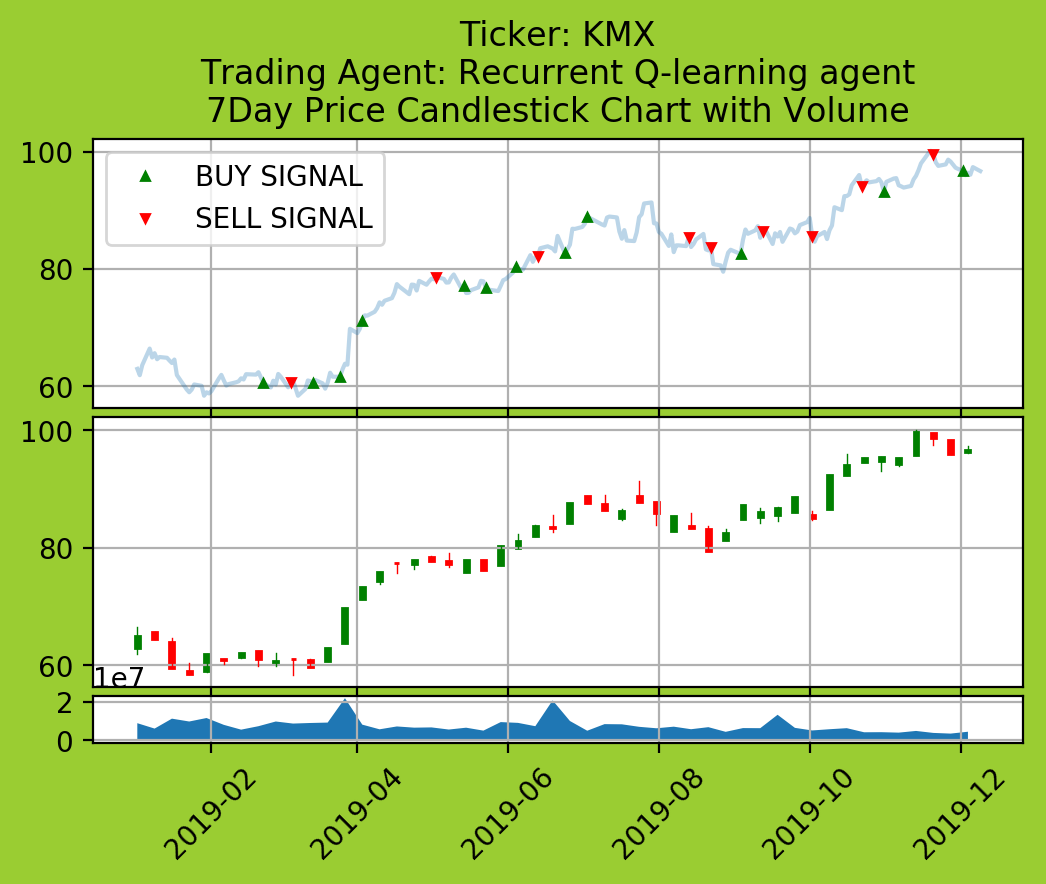 Ticker: KMX
Trading Agent: Recurrent Q-learning agent
7Day Price Candlestick Chart with Volume
100
80
60
BUY SIGNAL
SELL SIGNAL
100
80
60
1e7
2
0
2019-02
2019-04
2019-06
2019-08
2019-10
2019-12